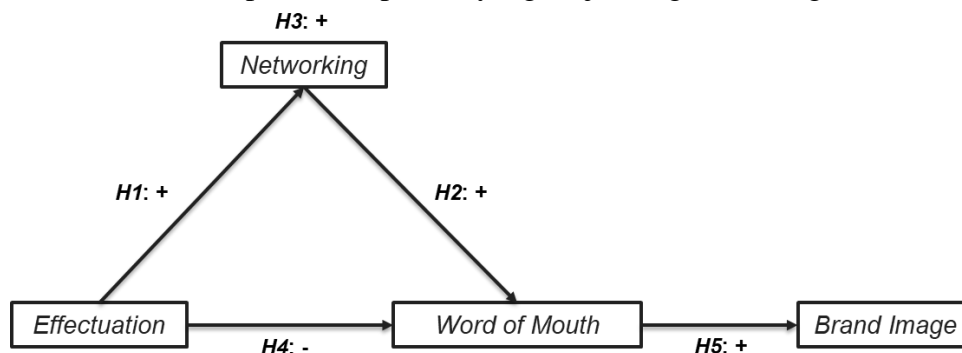 H3: +
Networking
H1: +
H2: +
Effectuation
Word of Mouth
Brand Image
H4: -
H5: +